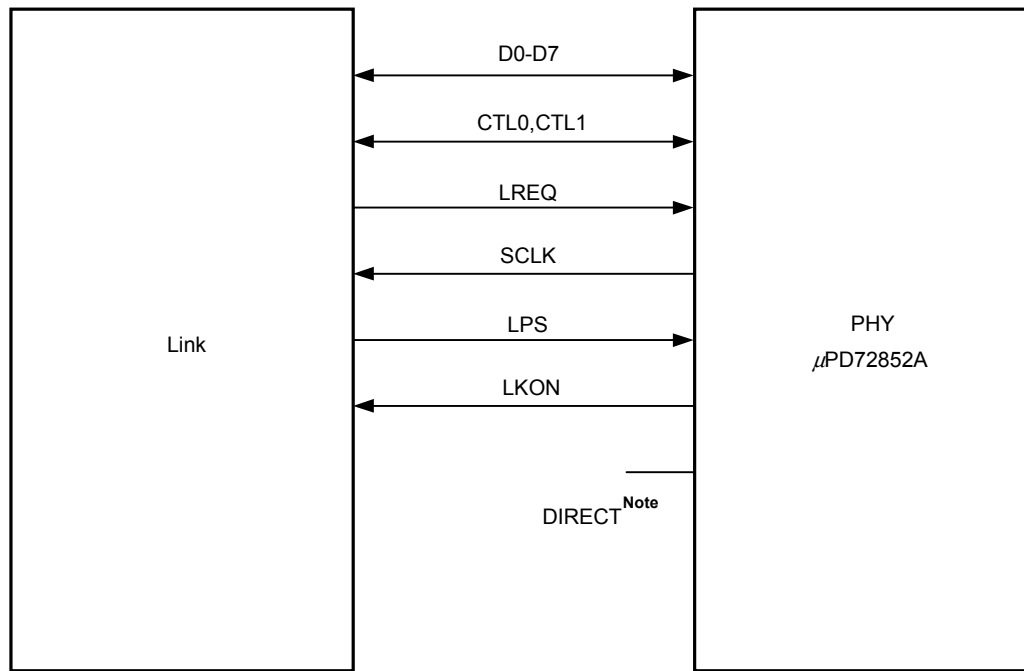 D0-D7
CTL0,CTL1
LREQ
SCLK
LPS
LKON
DIRECTNote
Link
PHY
μPD72852A